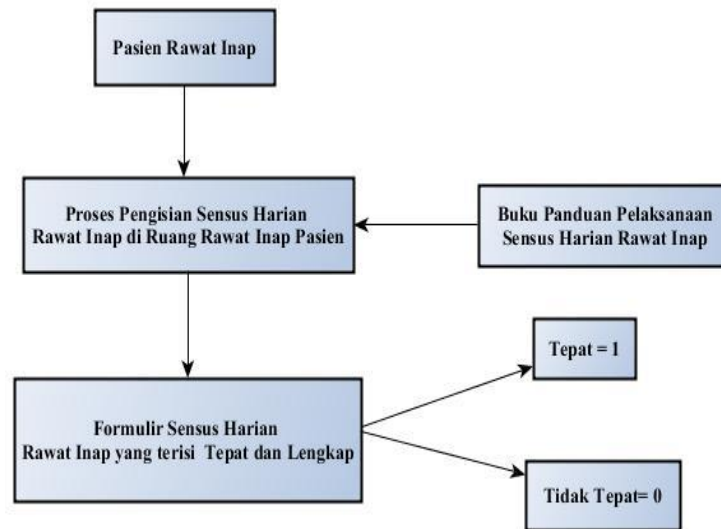 Pasien Rawat Inap
Proses Pengisian Sensus Harian
Rawat Inap di Ruang Rawat Inap Pasien
Buku Panduan Pelaksanaan
Sensus Harian Rawat Inap
Tepat = 1
Formulir Sensus Harian
Rawat Inap yang terisi Tepat dan Lengkap
Tidak Tepat= 0